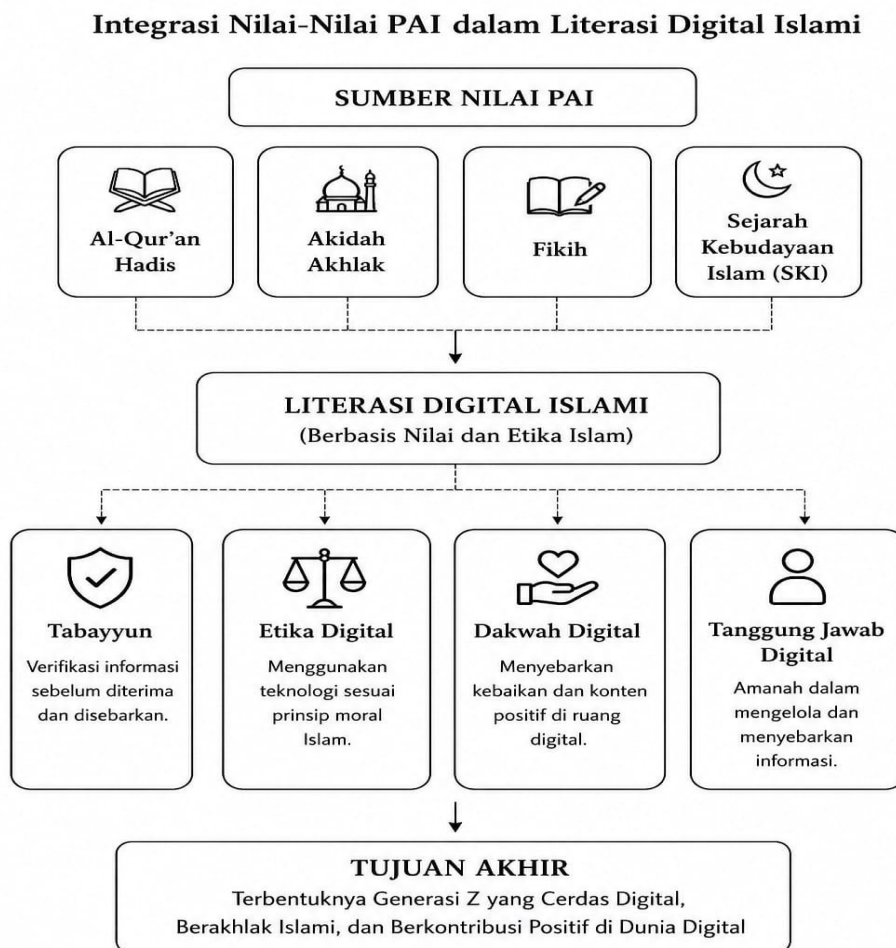 Integrasi Nilai-Nilai PAI dalam Literasi Digital Islami
SUMBER NILAI PAI
Al-Qur'an
Hadis
Akidah
Akhlak
Fikih
Sejarah
Kebudayaan
Islam (SKI)
LITERASI DIGITAL ISLAMI
(Berbasis Nilai dan Etika Islam)
Tabayyun
Verifikasi informasi
sebelum diterima
dan disebarkan.
Etika Digital
Menggunakan
teknologi sesuai
prinsip moral
Islam.
Dakwah Digital
Menyebarkan
kebaikan dan konten
positif di ruang
digital.
Tanggung Jawab
Digital
Amanah dalam
mengelola dan
menyebarkan
informasi.
TUJUAN AKHIR
Terbentuknya Generasi Z yang Cerdas Digital,
Berakhlak Islami, dan Berkontribusi Positif di Dunia Digital